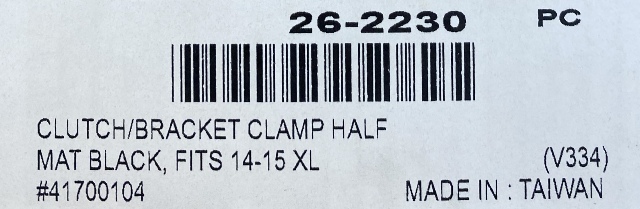 26-2230 PC
CLUTCH/BRACKET CLAMP HALF
MAT BLACK, FITS 14-15 XL (V334)
#41700104 MADE IN : TAIWAN